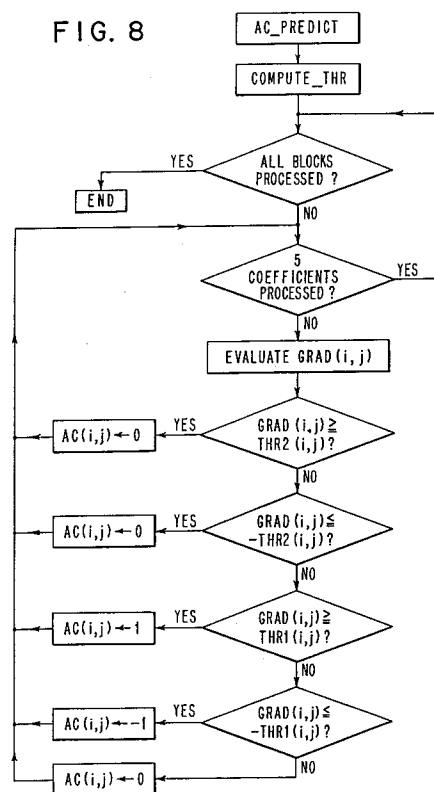 FIG. 8
AC_PREDICT
COMPUTE_THR
ALL BLOCKS
PROCESSED ?
YES
END
NO
5
COEFFICIENTS
PROCESSED ?
YES
NO
EVALUATE GRAD(i, j)
GRAD (i,j) ≧
THR2 (i,j) ?
YES
AC(i,j)←0
NO
GRAD(i,j)≦
-THR2(i,j)?
YES
AC(i,j)←0
NO
GRAD(i,j)≧
THR1(i,j)?
YES
AC(i,j)←1
NO
GRAD(i,j)≦
-THR1(i,j)?
YES
AC(i,j)←-1
NO
AC(i,j)←0